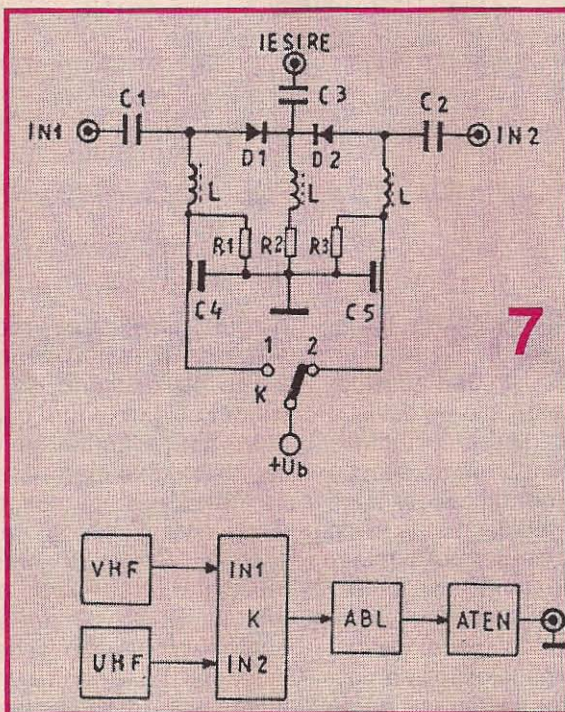 IESIRE
C1
C3
C2
IN1
IN2
D1 D2
L L L
R1 R2 R3
C4 C5
7
1 2
K
+Ub
VHF IN1
K ABL ATEN
UHF IN2